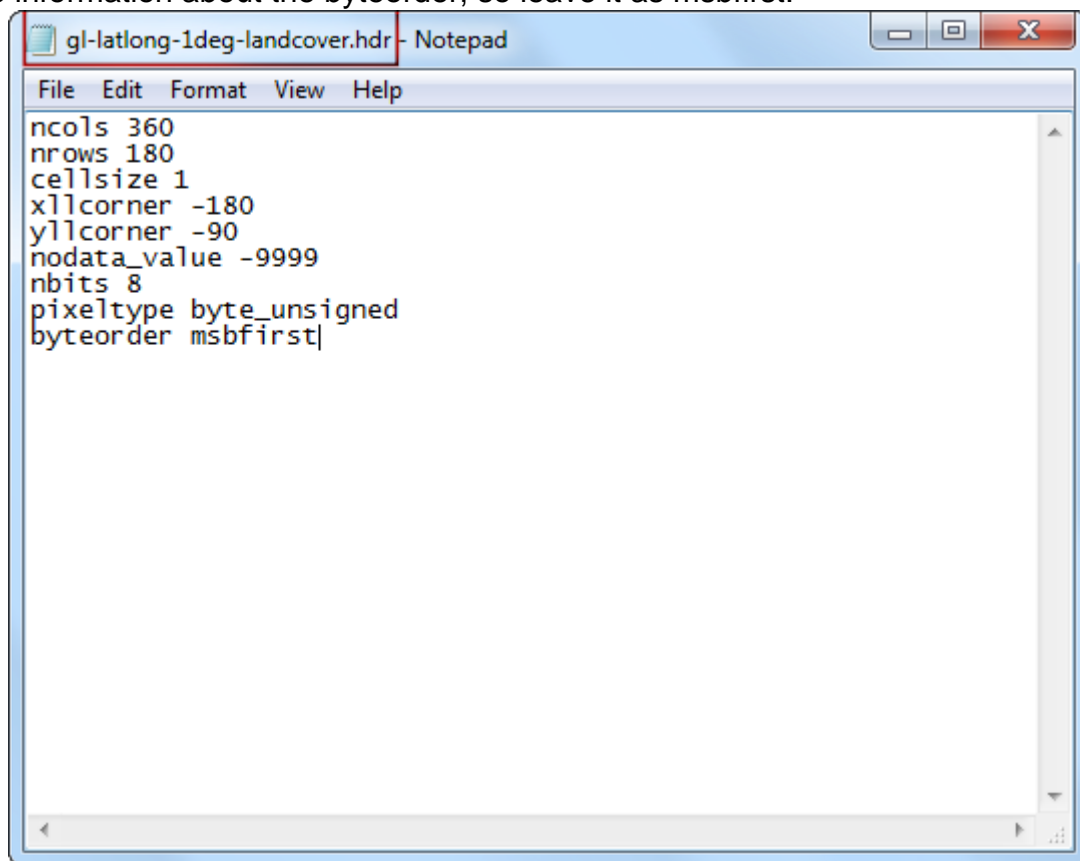 information about the byteorder, so leave it as msbfirst.
gl-latlong-1deg-landcover.hdr - Notepad
File Edit Format View Help
ncols 360
nrows 180
cellsize 1
xllcorner -180
yllcorner -90
nodata_value -9999
nbits 8
pixeltype byte_unsigned
byteorder msbfirst